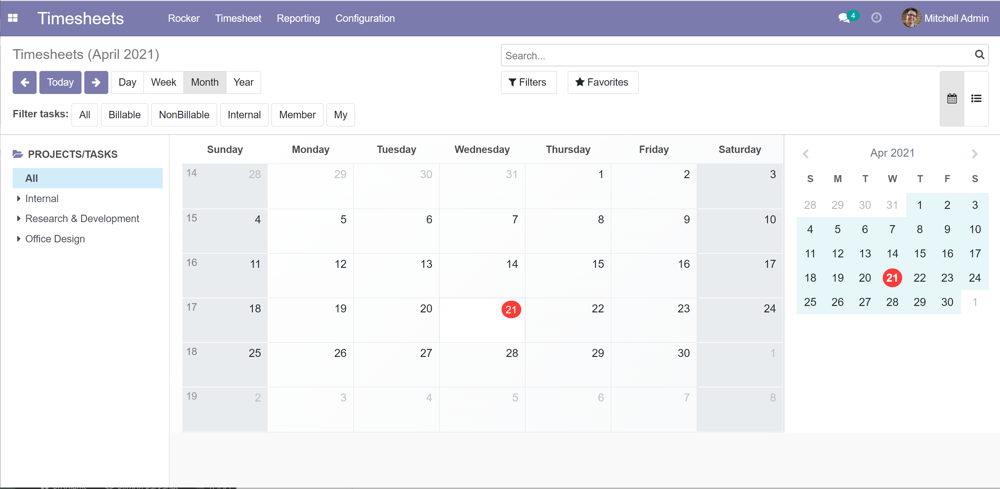 Timesheets Rocker Timesheet Reporting Configuration 4 Mitchell Admin
Timesheets (April 2021)
Search...
Today Day Week Month Year
Filters Favorites
Filter tasks: All Billable NonBillable Internal Member My
PROJECTS/TASKS
All
Internal
Research & Development
Office Design
Sunday Monday Tuesday Wednesday Thursday Friday Saturday
14 28 29 30 31 1 2 3
15 4 5 6 7 8 9 10
16 11 12 13 14 15 16 17
17 18 19 20 21 22 23 24
18 25 26 27 28 29 30 1
19 2 3 4 5 6 7 8
Apr 2021
S M T W T F S
28 29 30 31 1 2 3
4 5 6 7 8 9 10
11 12 13 14 15 16 17
18 19 20 21 22 23 24
25 26 27 28 29 30 1